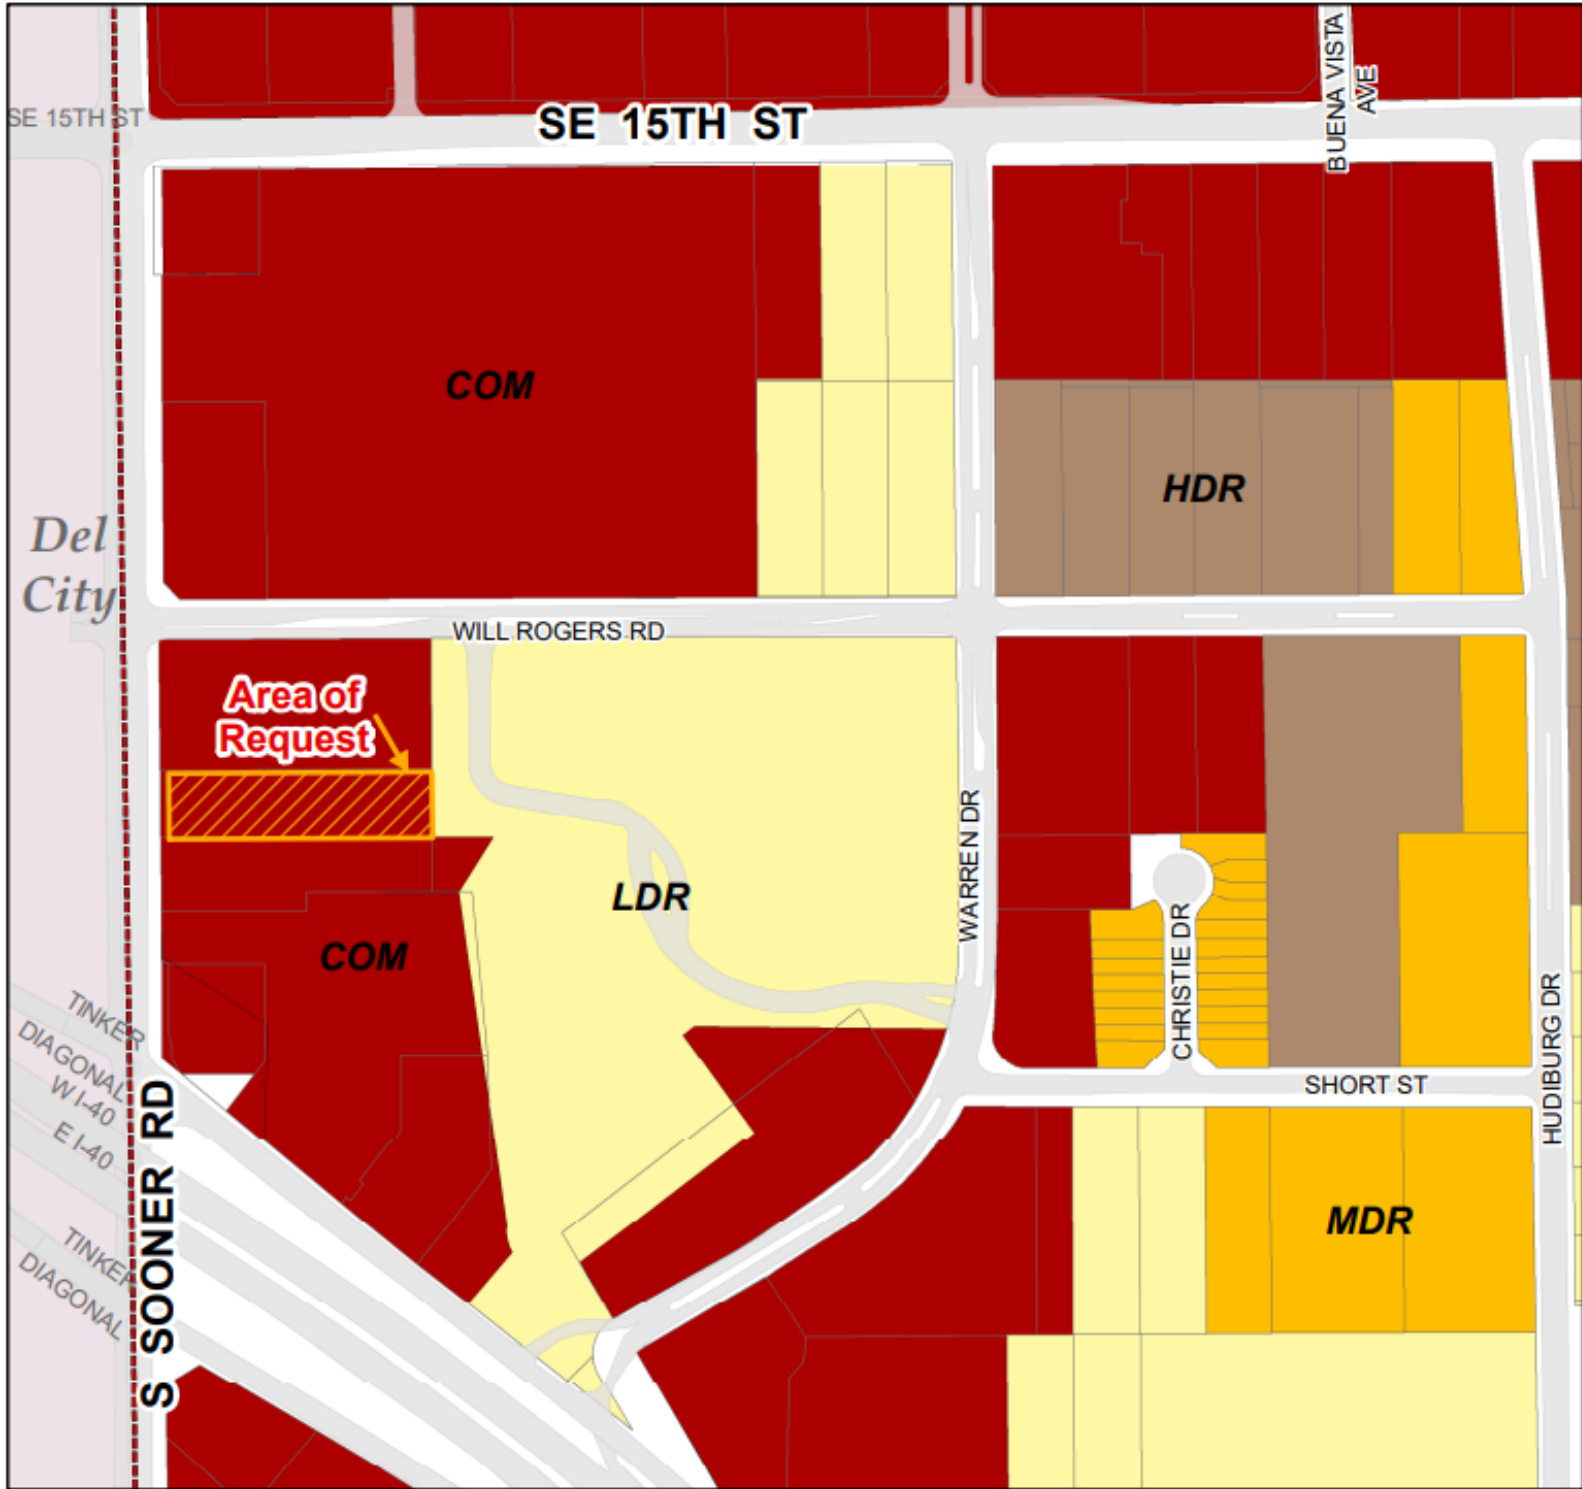 BUENA VISTA
AVE
SE 15TH ST
SE 15TH ST
COM
HDR
Del
City
WILL ROGERS RD
Area of
Request
WARREN DR
LDR
COM
CHRISTIE DR
TINKER
DIAGONAL
W I-40
E I-40
SHORT ST
HUDIBURG DR
S SOONER RD
MDR
TINKER
DIAGONAL